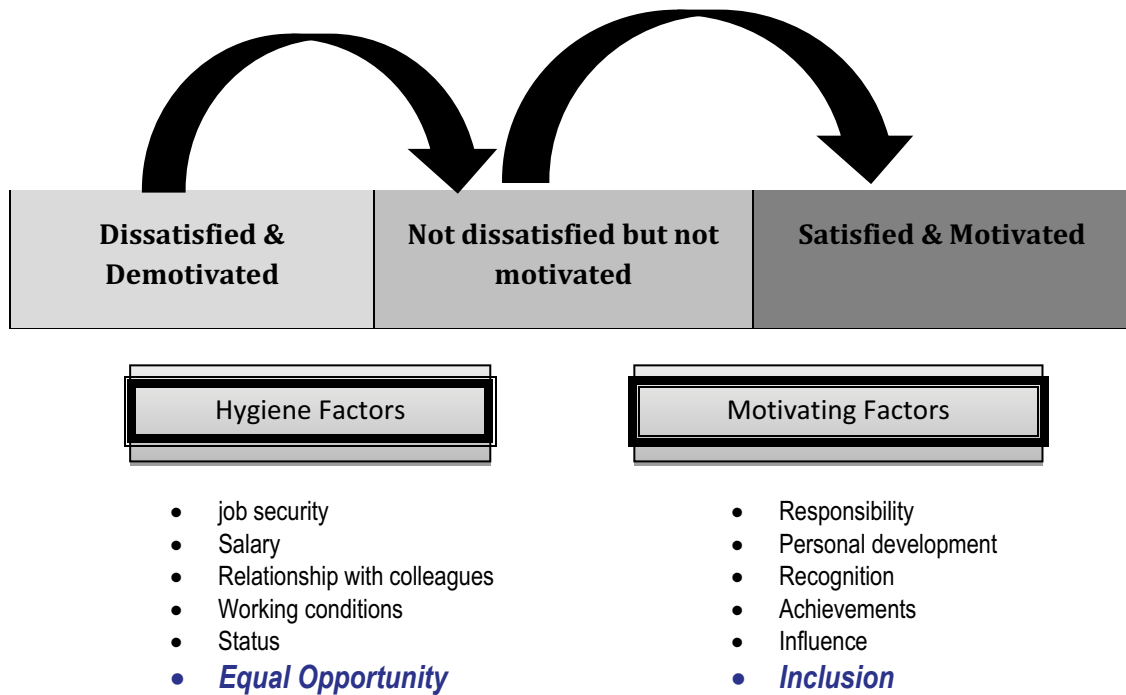 Dissatisfied &
Demotivated
Not dissatisfied but not
motivated
Satisfied & Motivated
Hygiene Factors
• job security
• Salary
• Relationship with colleagues
• Working conditions
• Status
• Equal Opportunity
Motivating Factors
• Responsibility
• Personal development
• Recognition
• Achievements
• Influence
• Inclusion